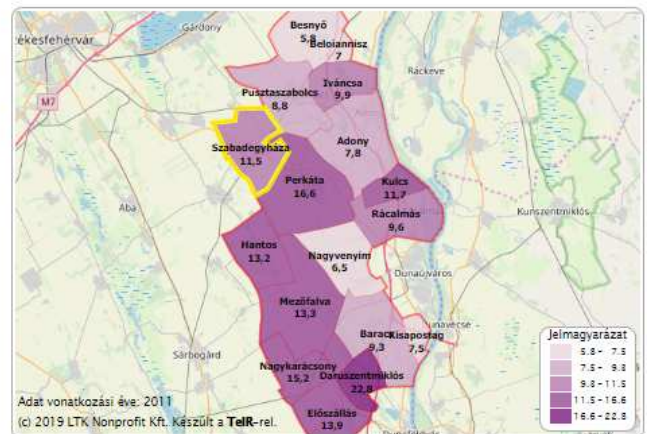 Besnyő
5,8
Gárdony
ékesfehérvár
Beloiannisz
7
Iváncsa
9,9
Ráckeve
M7
Pusztaszabolcs
8,8
Adony
7,8
Szabadegyháza
11,5
Perkáta
16,6
Kulcs
11,7
Rácalmás
9,6
Aba
Kunszentmiklós
Hantos
13,2
Nagyvenyim
6,5
Dunaújváros
Mezőfalva
13,3
unavecse
Baracs
9,3
Kisapostag
7,5
Sárbogárd
Nagykarácsony
15,2
Daruszentmiklós
22,8
Előszállás
13,9
Jelmagyarázat
5.8 - 7.5
7.5 - 9.8
9.8 - 11.5
11.5 - 16.6
16.6 - 22.8
Adat vonatkozási éve: 2011
(c) 2019 LTK Nonprofit Kft. Készült a TeIR-rel.